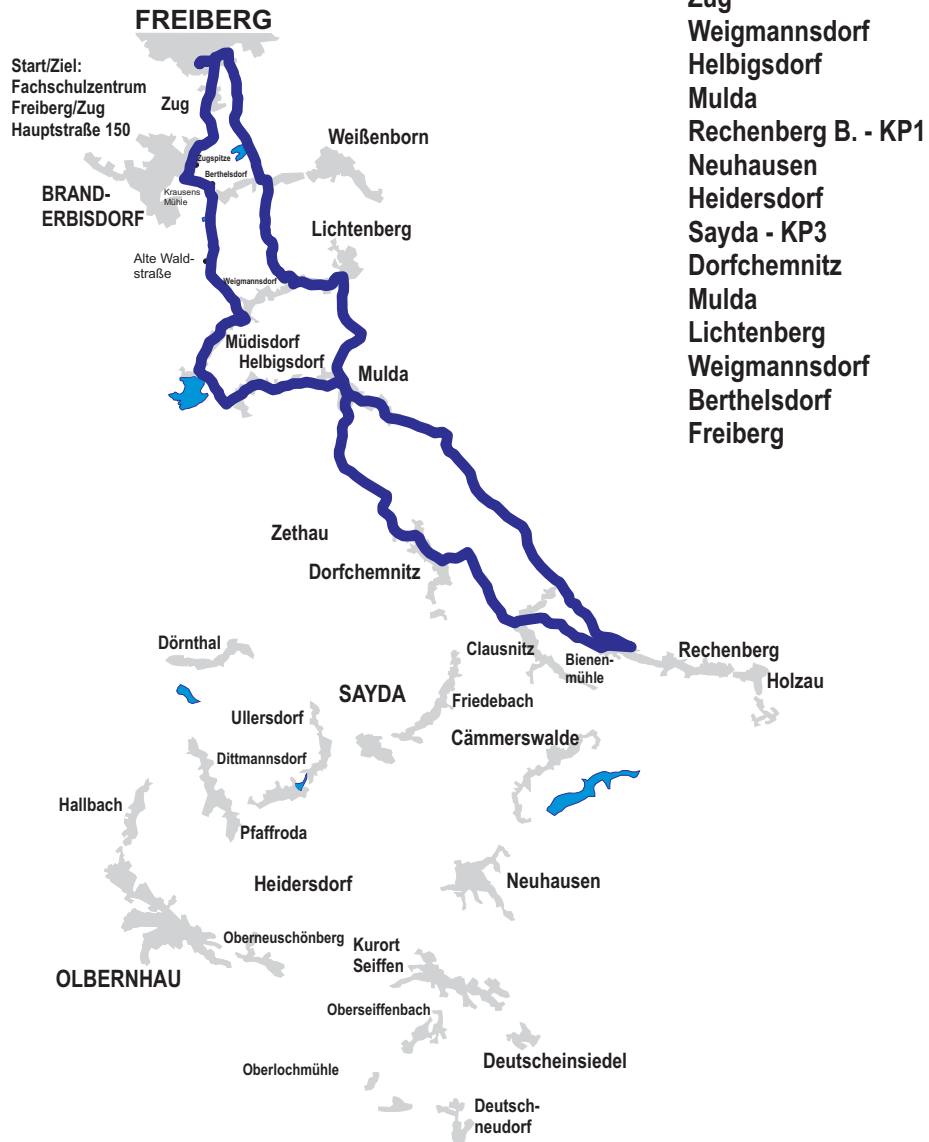 FREIBERG
Start/Ziel:
Fachschulzentrum
Freiberg/Zug
Hauptstraße 150
Zug
Weißenborn
Zugspitze
Berthelsdorf
BRAND-
ERBISDORF
Krausens
Mühle
Lichtenberg
Alte Wald-
straße
Weigmannsdorf
Müdisdorf
Helbigsdorf
Mulda
Zethau
Dorfchemnitz
Dörnthal
Clausnitz
Bienen-
mühle
Rechenberg
Holzau
SAYDA
Friedebach
Ullersdorf
Cämmerswalde
Dittmannsdorf
Hallbach
Pfaffroda
Heidersdorf
Neuhausen
Oberneuschönberg
Kurort
Seiffen
OLBERNHAU
Oberseiffenbach
Deutscheinsiedel
Oberlochmühle
Deutsch-
neudorf
Zug
Weigmannsdorf
Helbigsdorf
Mulda
Rechenberg B. - KP1
Neuhausen
Heidersdorf
Sayda - KP3
Dorfchemnitz
Mulda
Lichtenberg
Weigmannsdorf
Berthelsdorf
Freiberg